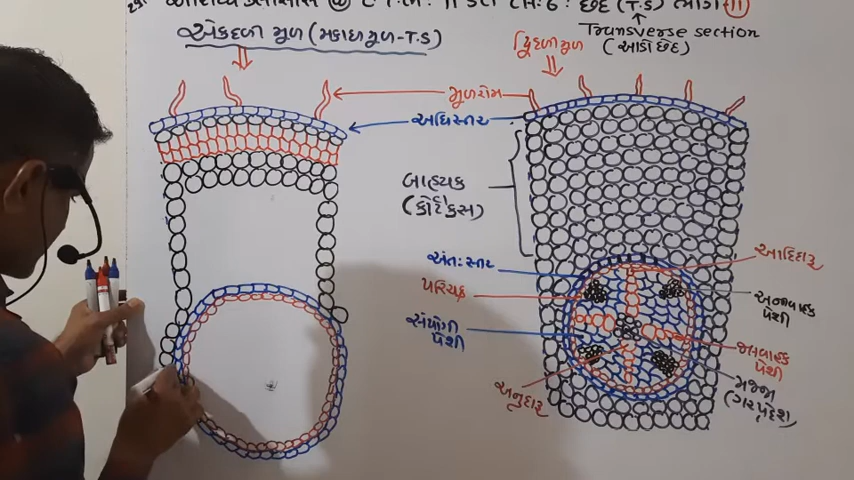 છેદ (T.S) ભાગ-11
Transverse section
(આડો છેદ)
એકદળી મૂળ (મકાઈ મૂળ-T.S)
દ્વિદળી મૂળ
મૂળરોમ
અધિસ્તર
બાહ્યક
(કોર્ટેક્સ)
અંતઃસ્તર
પરિચક્ર
સંયોગી
પેશી
અનુદારૂ
આદિદારૂ
અન્નવાહક
પેશી
જલવાહક
પેશી
મજ્જા
(ગરપ્રદેશ)